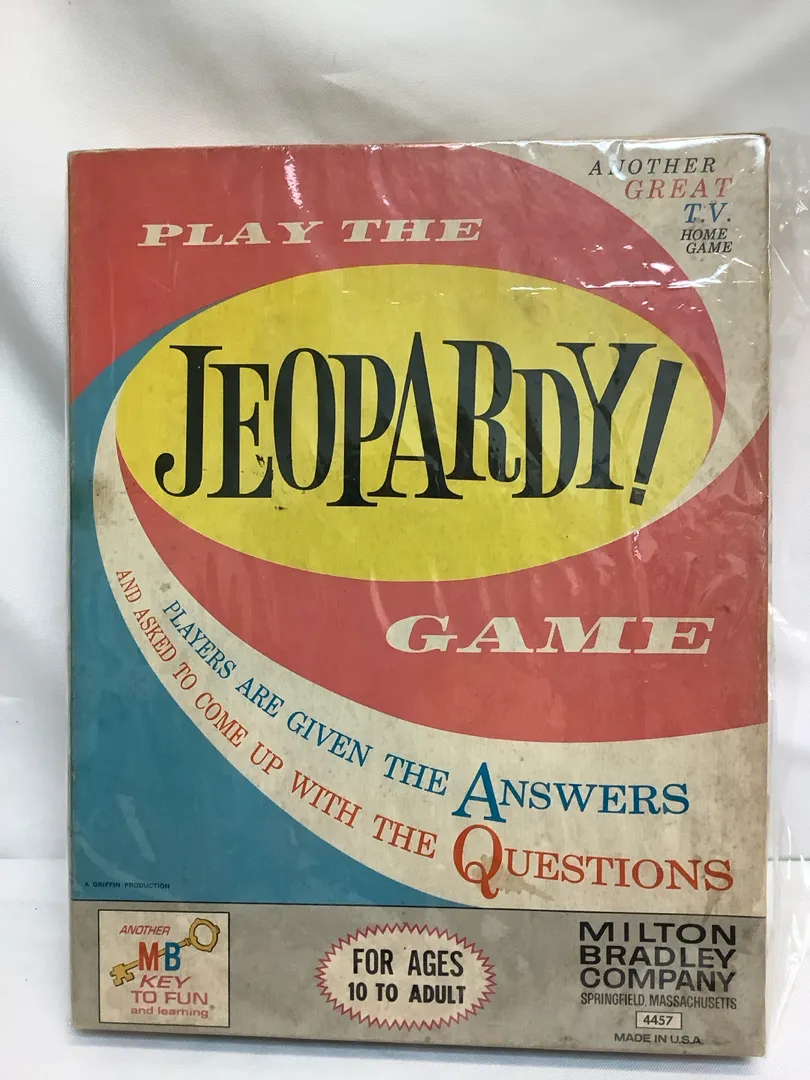 ANOTHER
GREAT
T.V.
HOME
GAME
PLAY THE
JEOPARDY!
GAME
PLAYERS ARE GIVEN THE ANSWERS
AND ASKED TO COME UP WITH THE QUESTIONS
A GRIFFIN PRODUCTION
ANOTHER
MB
KEY
TO FUN
and learning®
FOR AGES
10 TO ADULT
MILTON
BRADLEY
COMPANY
SPRINGFIELD, MASSACHUSETTS
4457
MADE IN U.S.A.